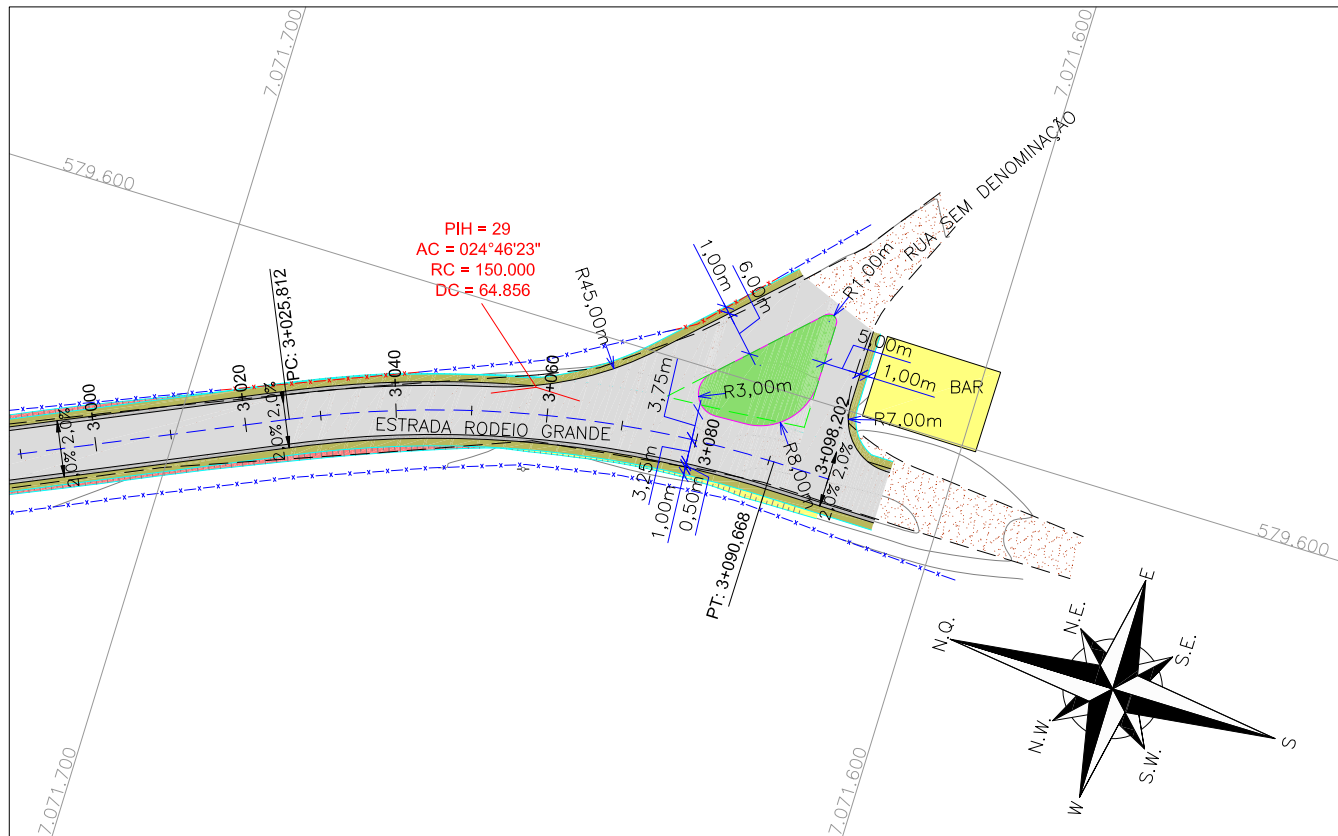 7.071.700
7.071.600
579.600
RUA SEM DENOMINAÇÃO
PIH = 29
AC = 024°46'23"
RC = 150.000
DC = 64.856
PC: 3+025,812
R45,00m
1,00m
6,00m
R1,00m
5,00m
1,00m
BAR
R7,00m
R3,00m
3,75m
R8,00m
3+000
3+020
3+040
3+060
3+080
3+098,202
2,0% 2,0%
2,0% 2,0%
2,0% 2,0%
ESTRADA RODEIO GRANDE
3,25m
1,00m
0,50m
PT: 3+090,668
579.600
7.071.700
7.071.600
N.Q.
N.E.
E
S.E.
S
S.W.
W
N.W.